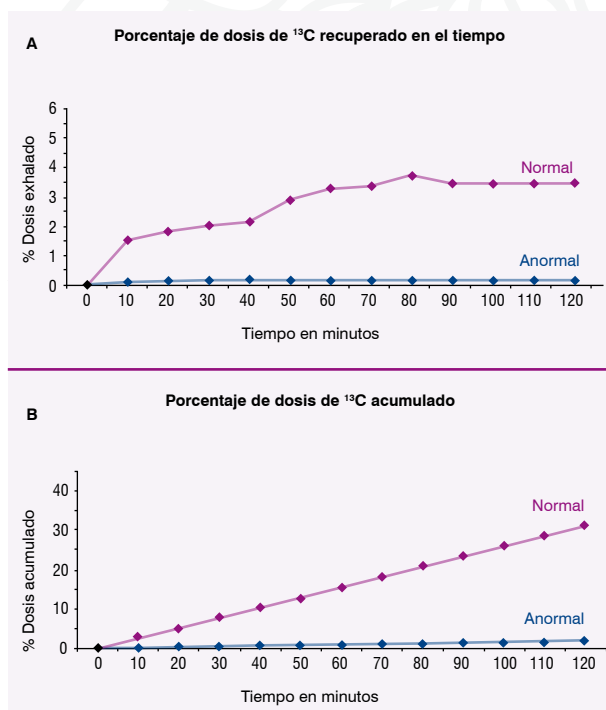 A
Porcentaje de dosis de ¹³C recuperado en el tiempo
6
5
4
3
2
1
0
% Dosis exhalado
Normal
Anormal
0 10 20 30 40 50 60 70 80 90 100 110 120
Tiempo en minutos
B
Porcentaje de dosis de ¹³C acumulado
40
30
20
10
0
% Dosis acumulado
Normal
Anormal
0 10 20 30 40 50 60 70 80 90 100 110 120
Tiempo en minutos